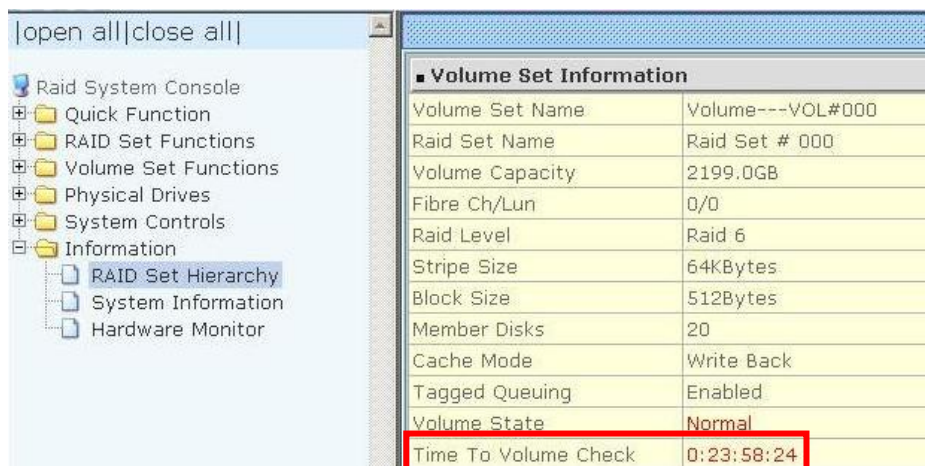 |open all|close all|
Raid System Console
Quick Function
RAID Set Functions
Volume Set Functions
Physical Drives
System Controls
Information
RAID Set Hierarchy
System Information
Hardware Monitor
Volume Set Information
Volume Set Name Volume---VOL#000
Raid Set Name Raid Set # 000
Volume Capacity 2199.0GB
Fibre Ch/Lun 0/0
Raid Level Raid 6
Stripe Size 64KBytes
Block Size 512Bytes
Member Disks 20
Cache Mode Write Back
Tagged Queuing Enabled
Volume State Normal
Time To Volume Check 0:23:58:24